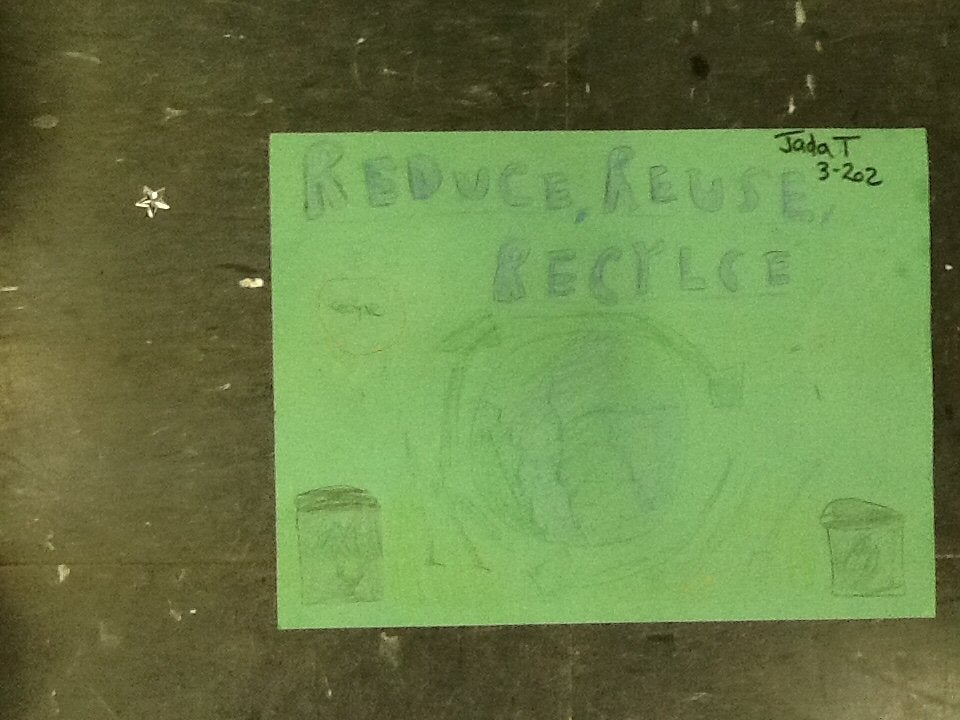 Jada T
3-202
REDUCE, REUSE,
RECYLCE